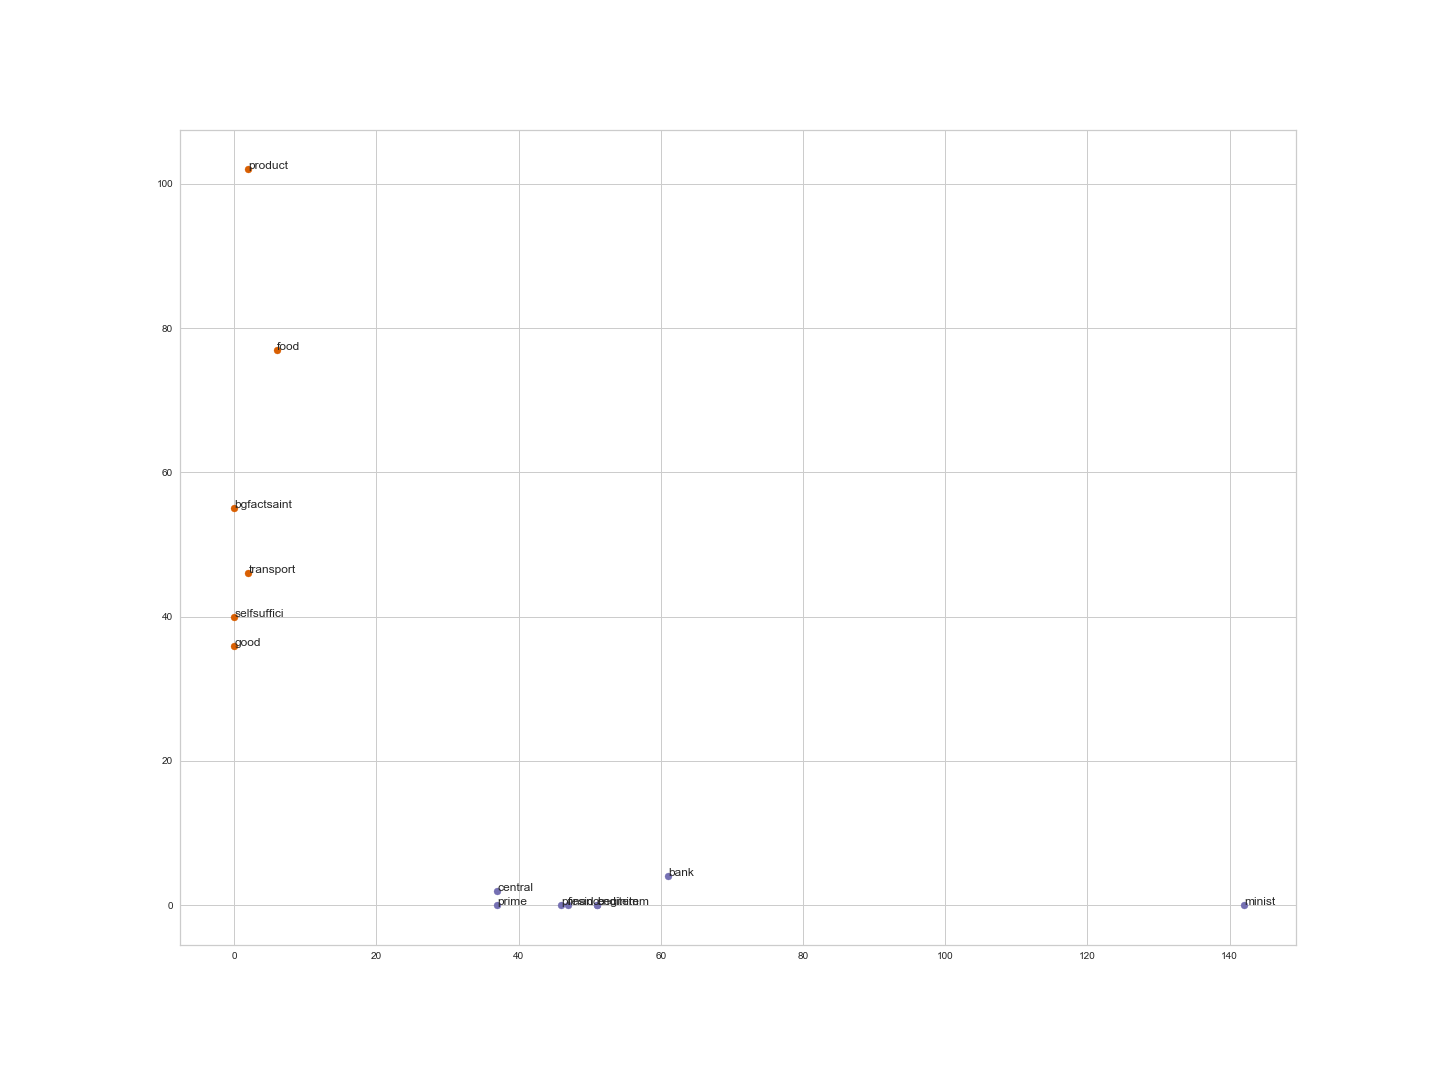 product
100
food
80
60
bgfactsaint
transport
selfsuffici
40
good
20
bank
central
prime
minist
0
0
20
40
60
80
100
120
140